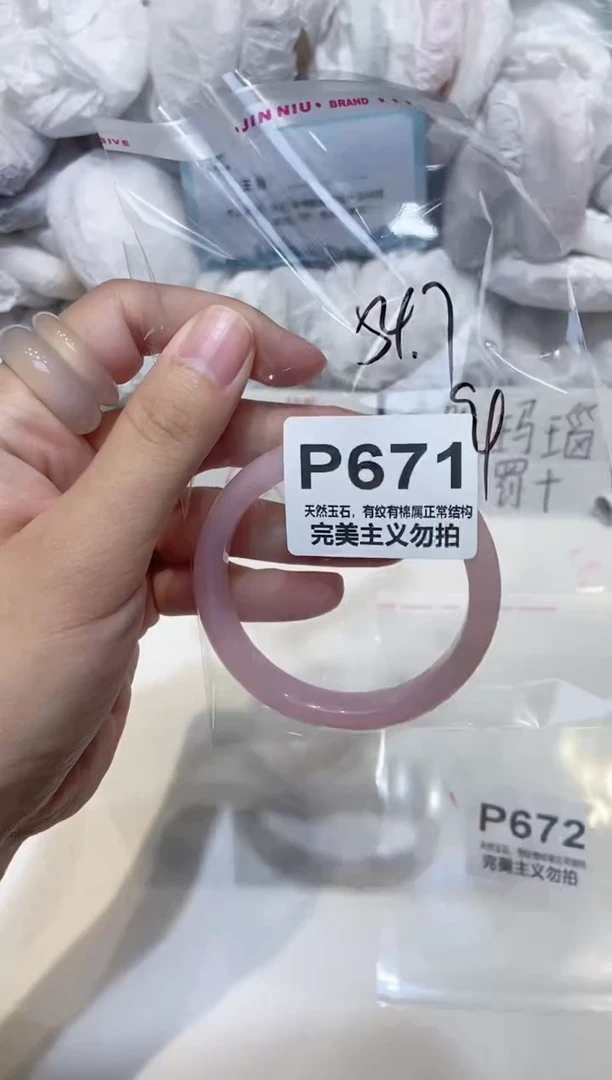 JIN NIU BRAND
54.7
P671
天然玉石，有纹有棉属正常结构
完美主义勿拍
玛瑙
P672
完美主义勿拍